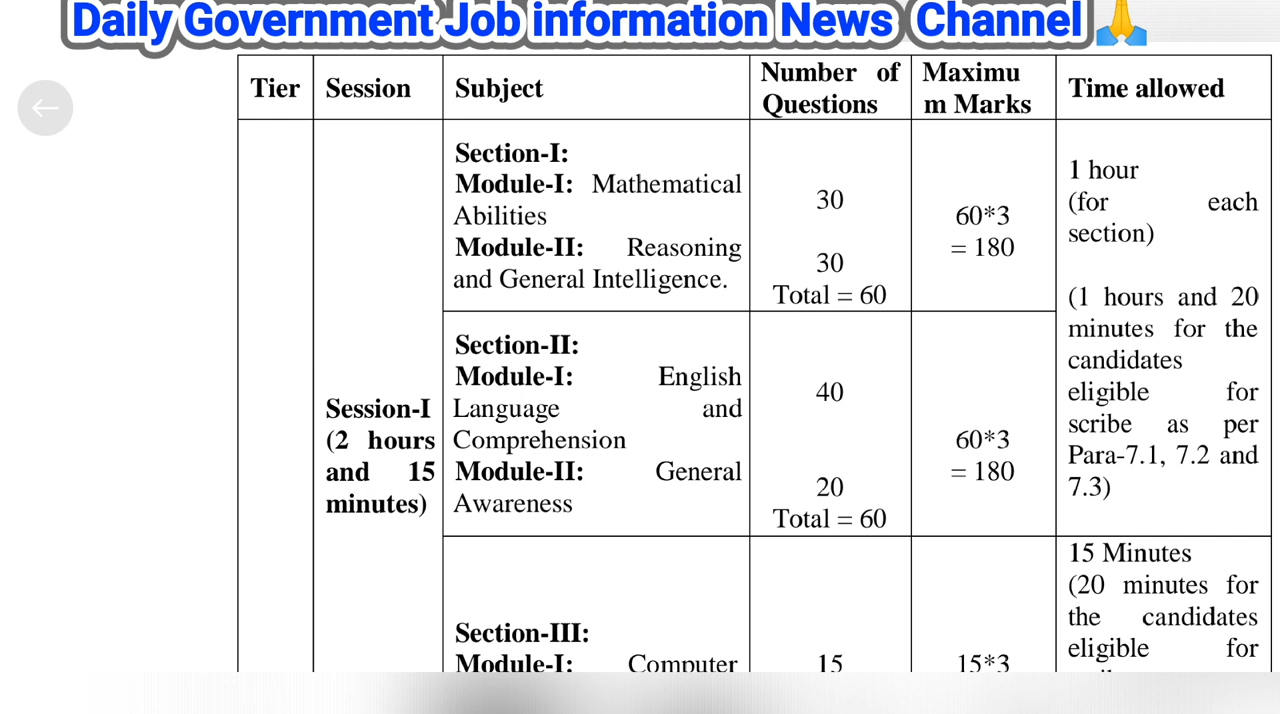 Daily Government Job information News Channel🙏
Tier
Session
Subject
Number of
Questions
Maximu
m Marks
Time allowed
Session-I
(2 hours
and 15
minutes)
Section-I:
Module-I: Mathematical
Abilities
Module-II: Reasoning
and General Intelligence.
30
30
Total = 60
60*3
= 180
1 hour
(for each
section)
(1 hours and 20
minutes for the
candidates
eligible for
scribe as per
Para-7.1, 7.2 and
7.3)
Section-II:
Module-I: English
Language and
Comprehension
Module-II: General
Awareness
40
20
Total = 60
60*3
= 180
Section-III:
Module-I: Computer
15
15*3
15 Minutes
(20 minutes for
the candidates
eligible for